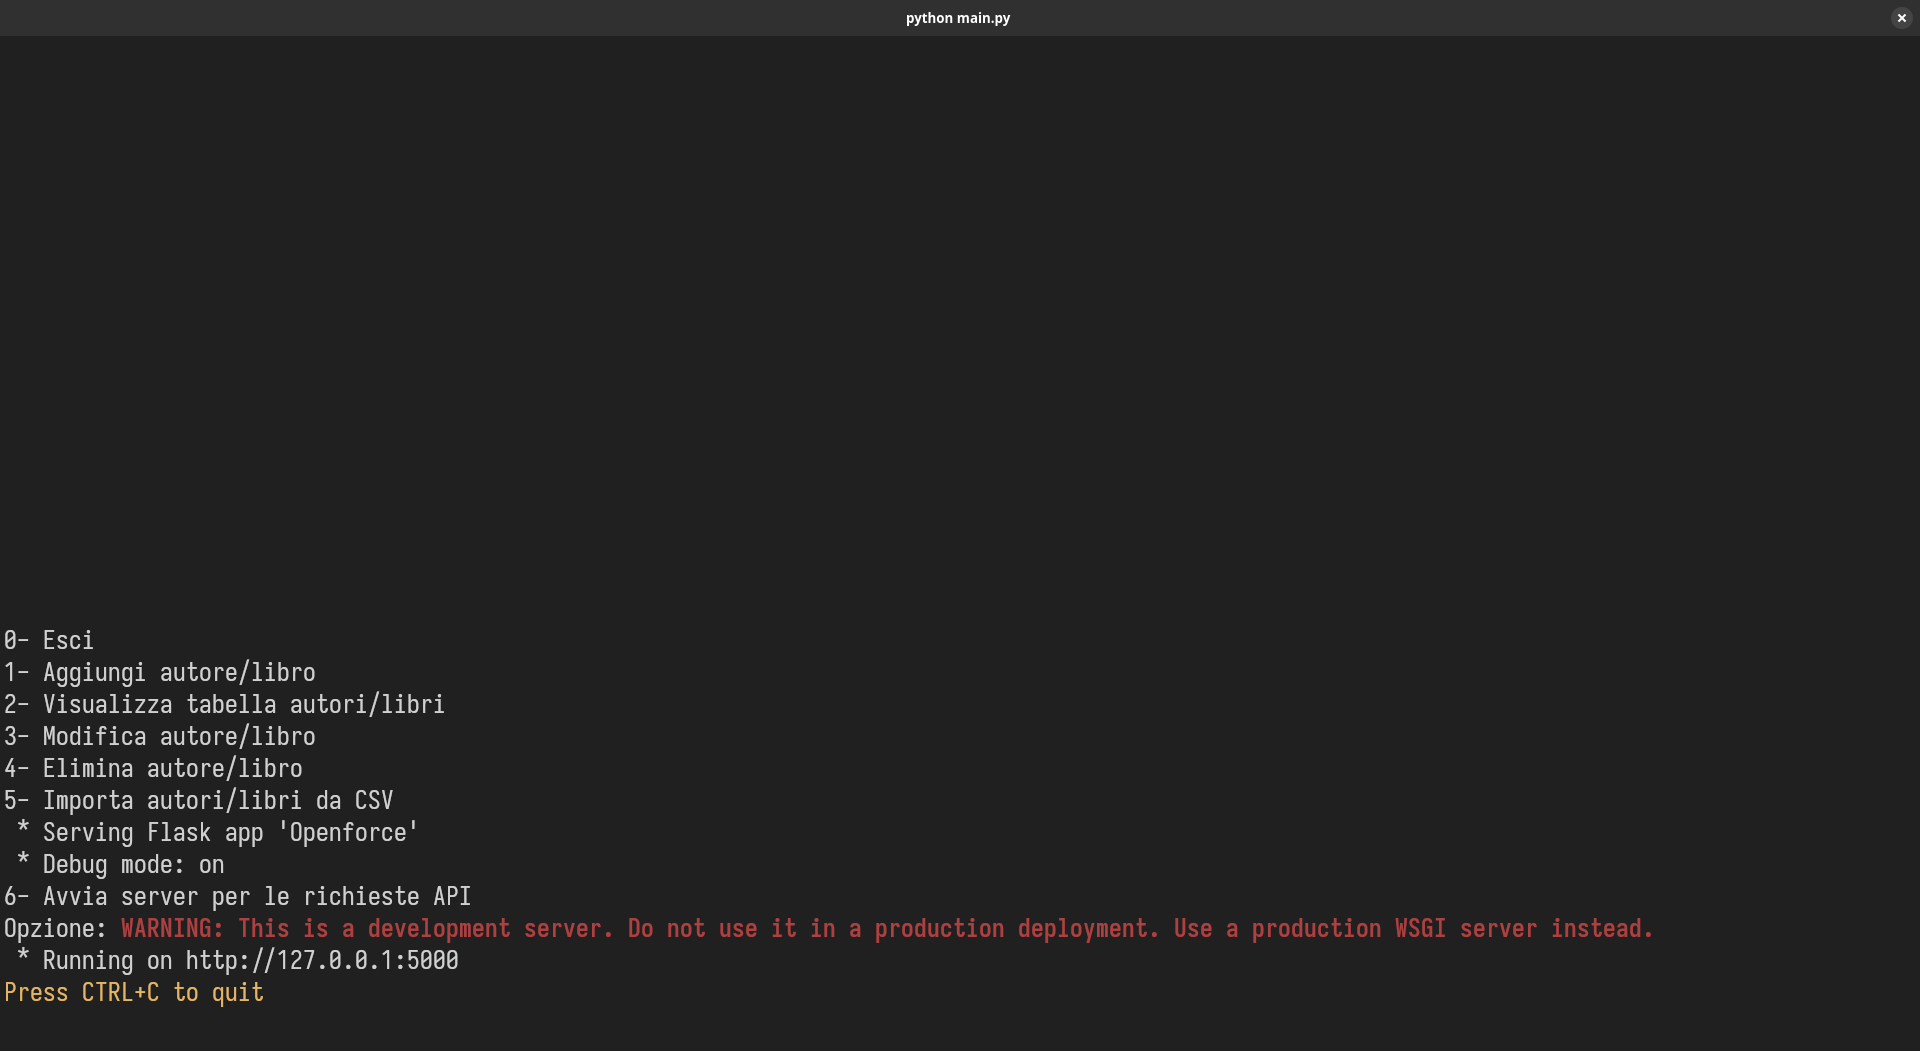 python main.py
0- Esci
1- Aggiungi autore/libro
2- Visualizza tabella autori/libri
3- Modifica autore/libro
4- Elimina autore/libro
5- Importa autori/libri da CSV
 * Serving Flask app 'Openforce'
 * Debug mode: on
6- Avvia server per le richieste API
Opzione: WARNING: This is a development server. Do not use it in a production deployment. Use a production WSGI server instead.
 * Running on http://127.0.0.1:5000
Press CTRL+C to quit